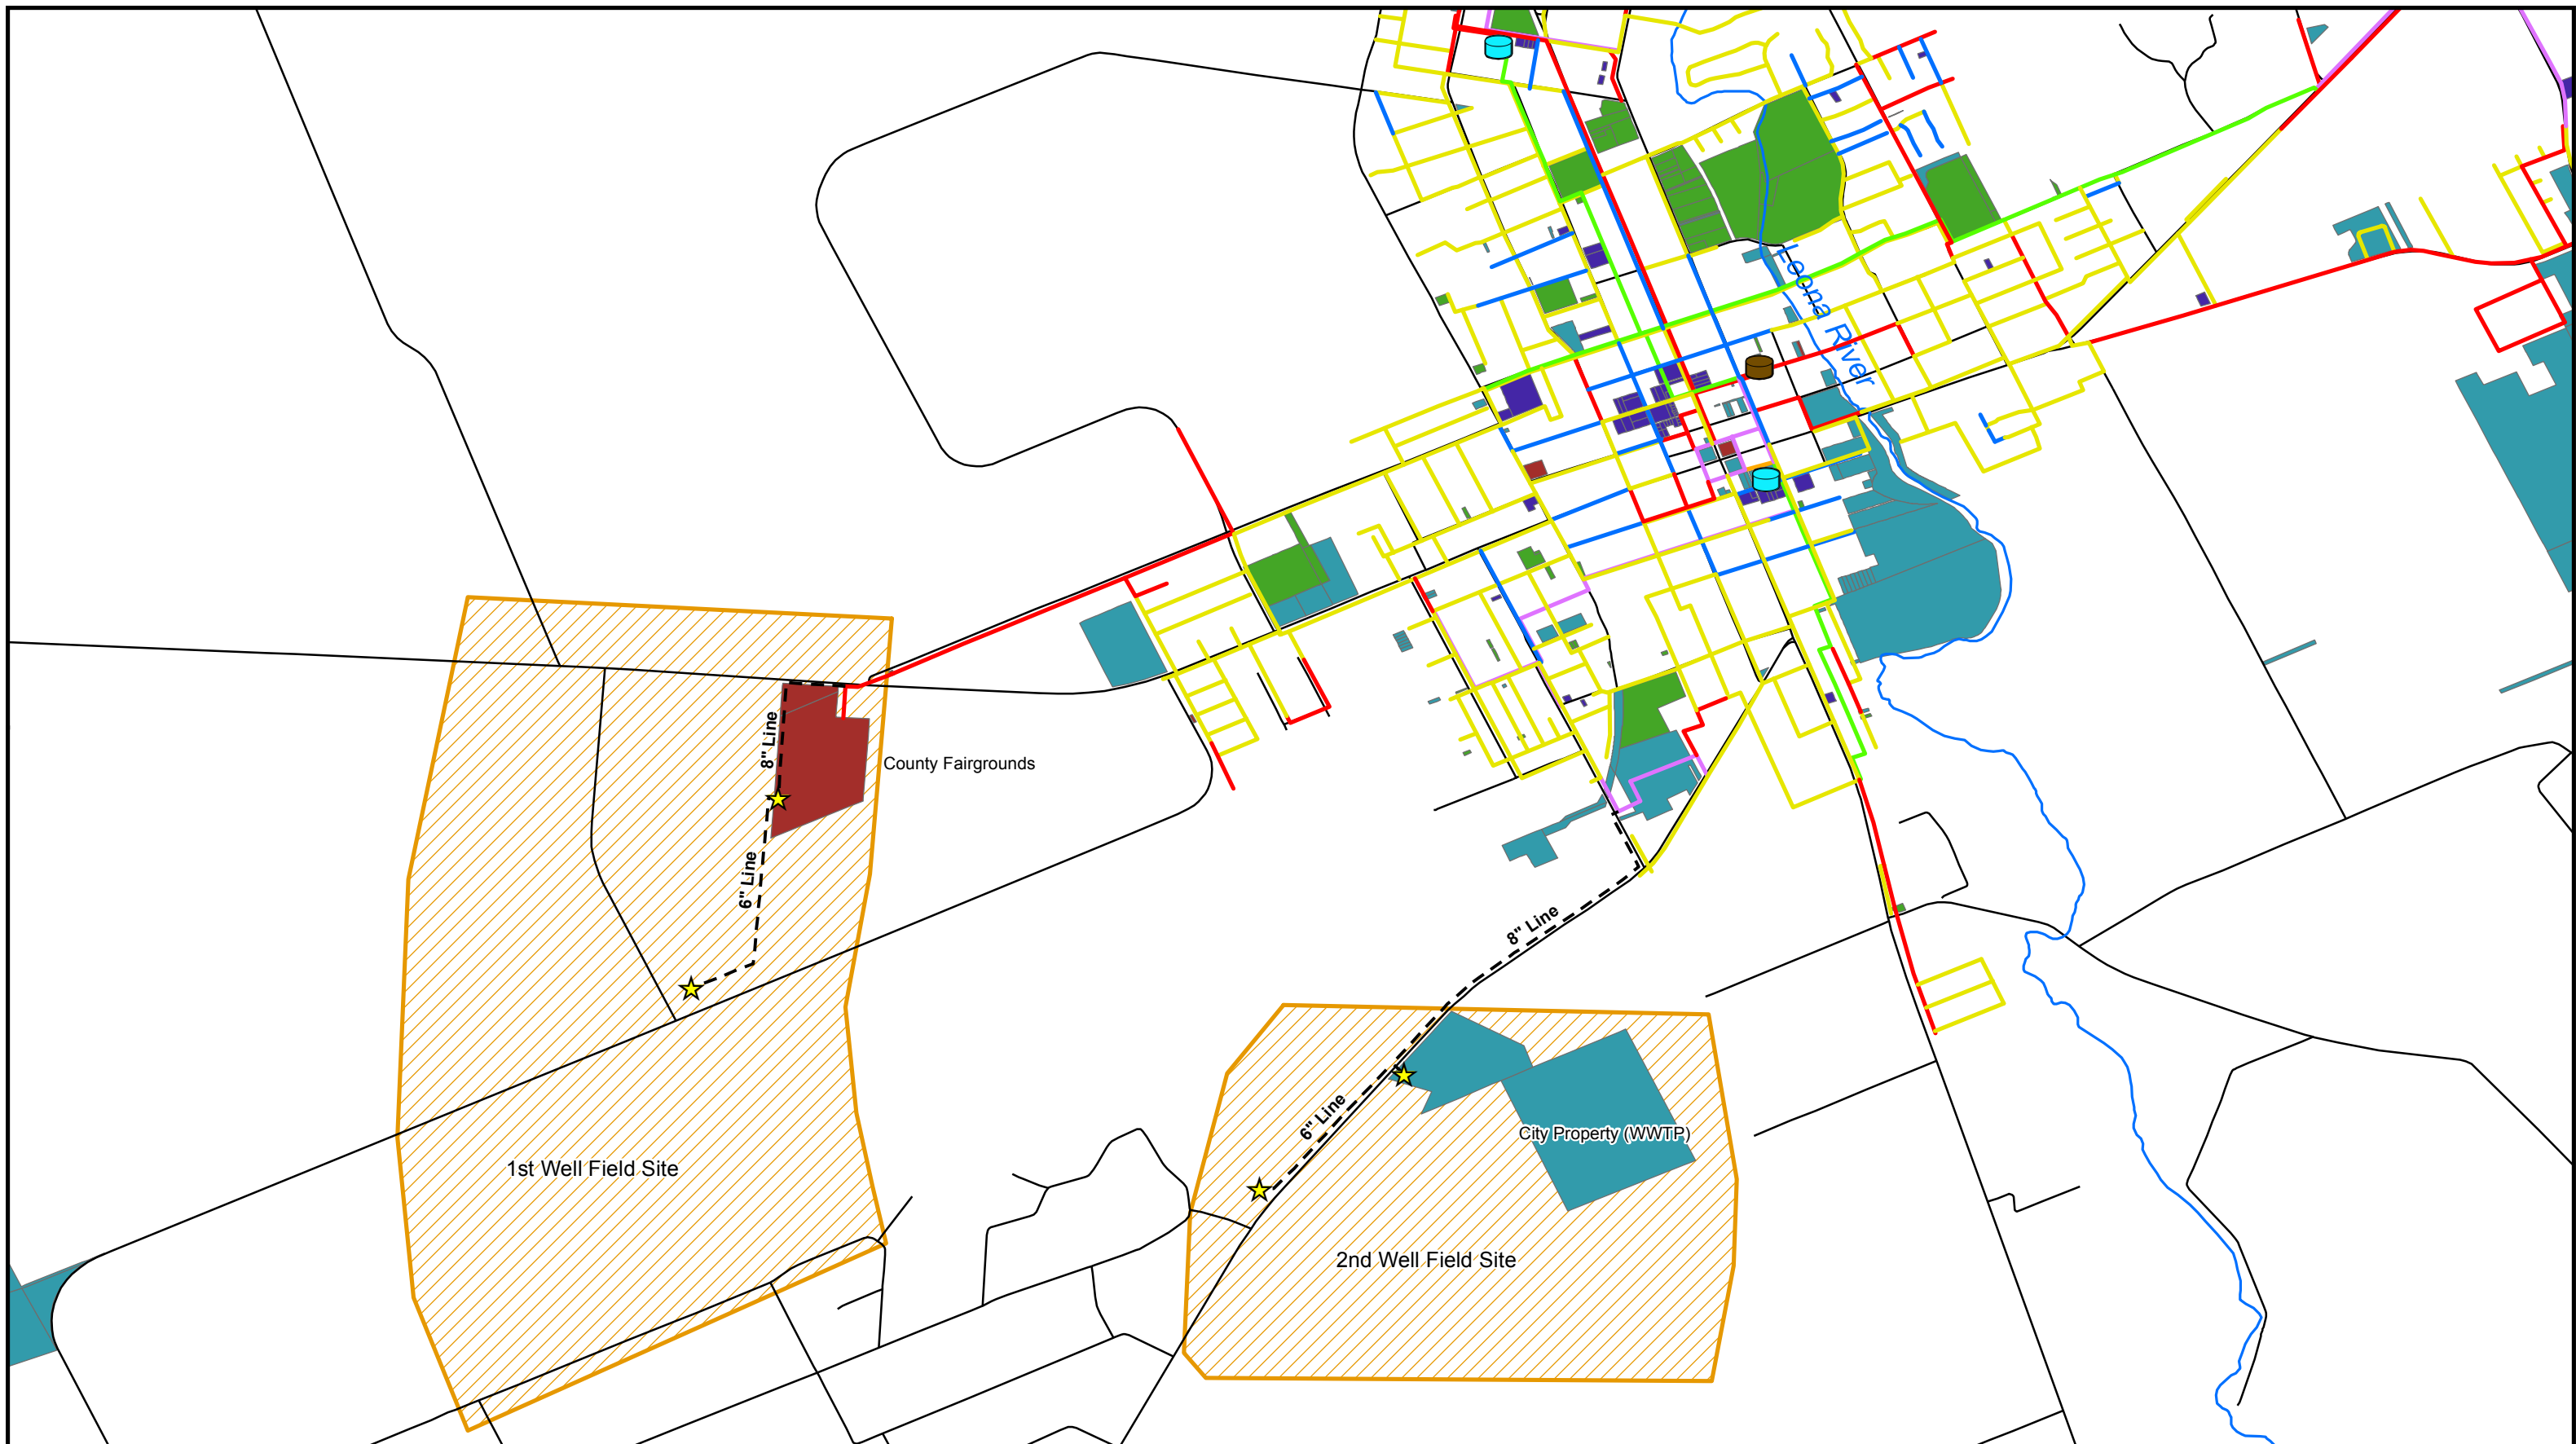 Leona River
8" Line
County Fairgrounds
6" Line
8" Line
6" Line
City Property (WWTP)
1st Well Field Site
2nd Well Field Site